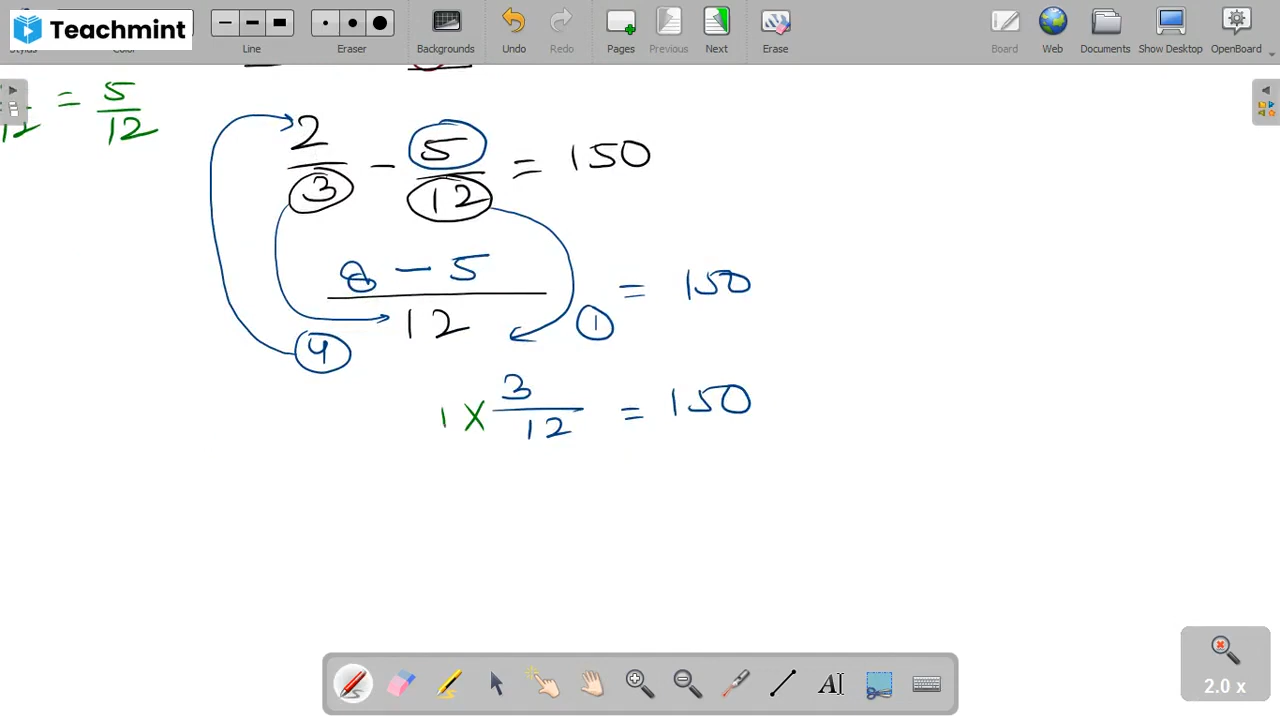 Teachmint
Line Eraser Backgrounds Undo Redo Pages Previous Next Erase Board Web Documents Show Desktop OpenBoard
12 = 5/12
2/3 - 5/12 = 150
8 - 5/12 = 150
1
4
1 x 3/12 = 150
2.0 x